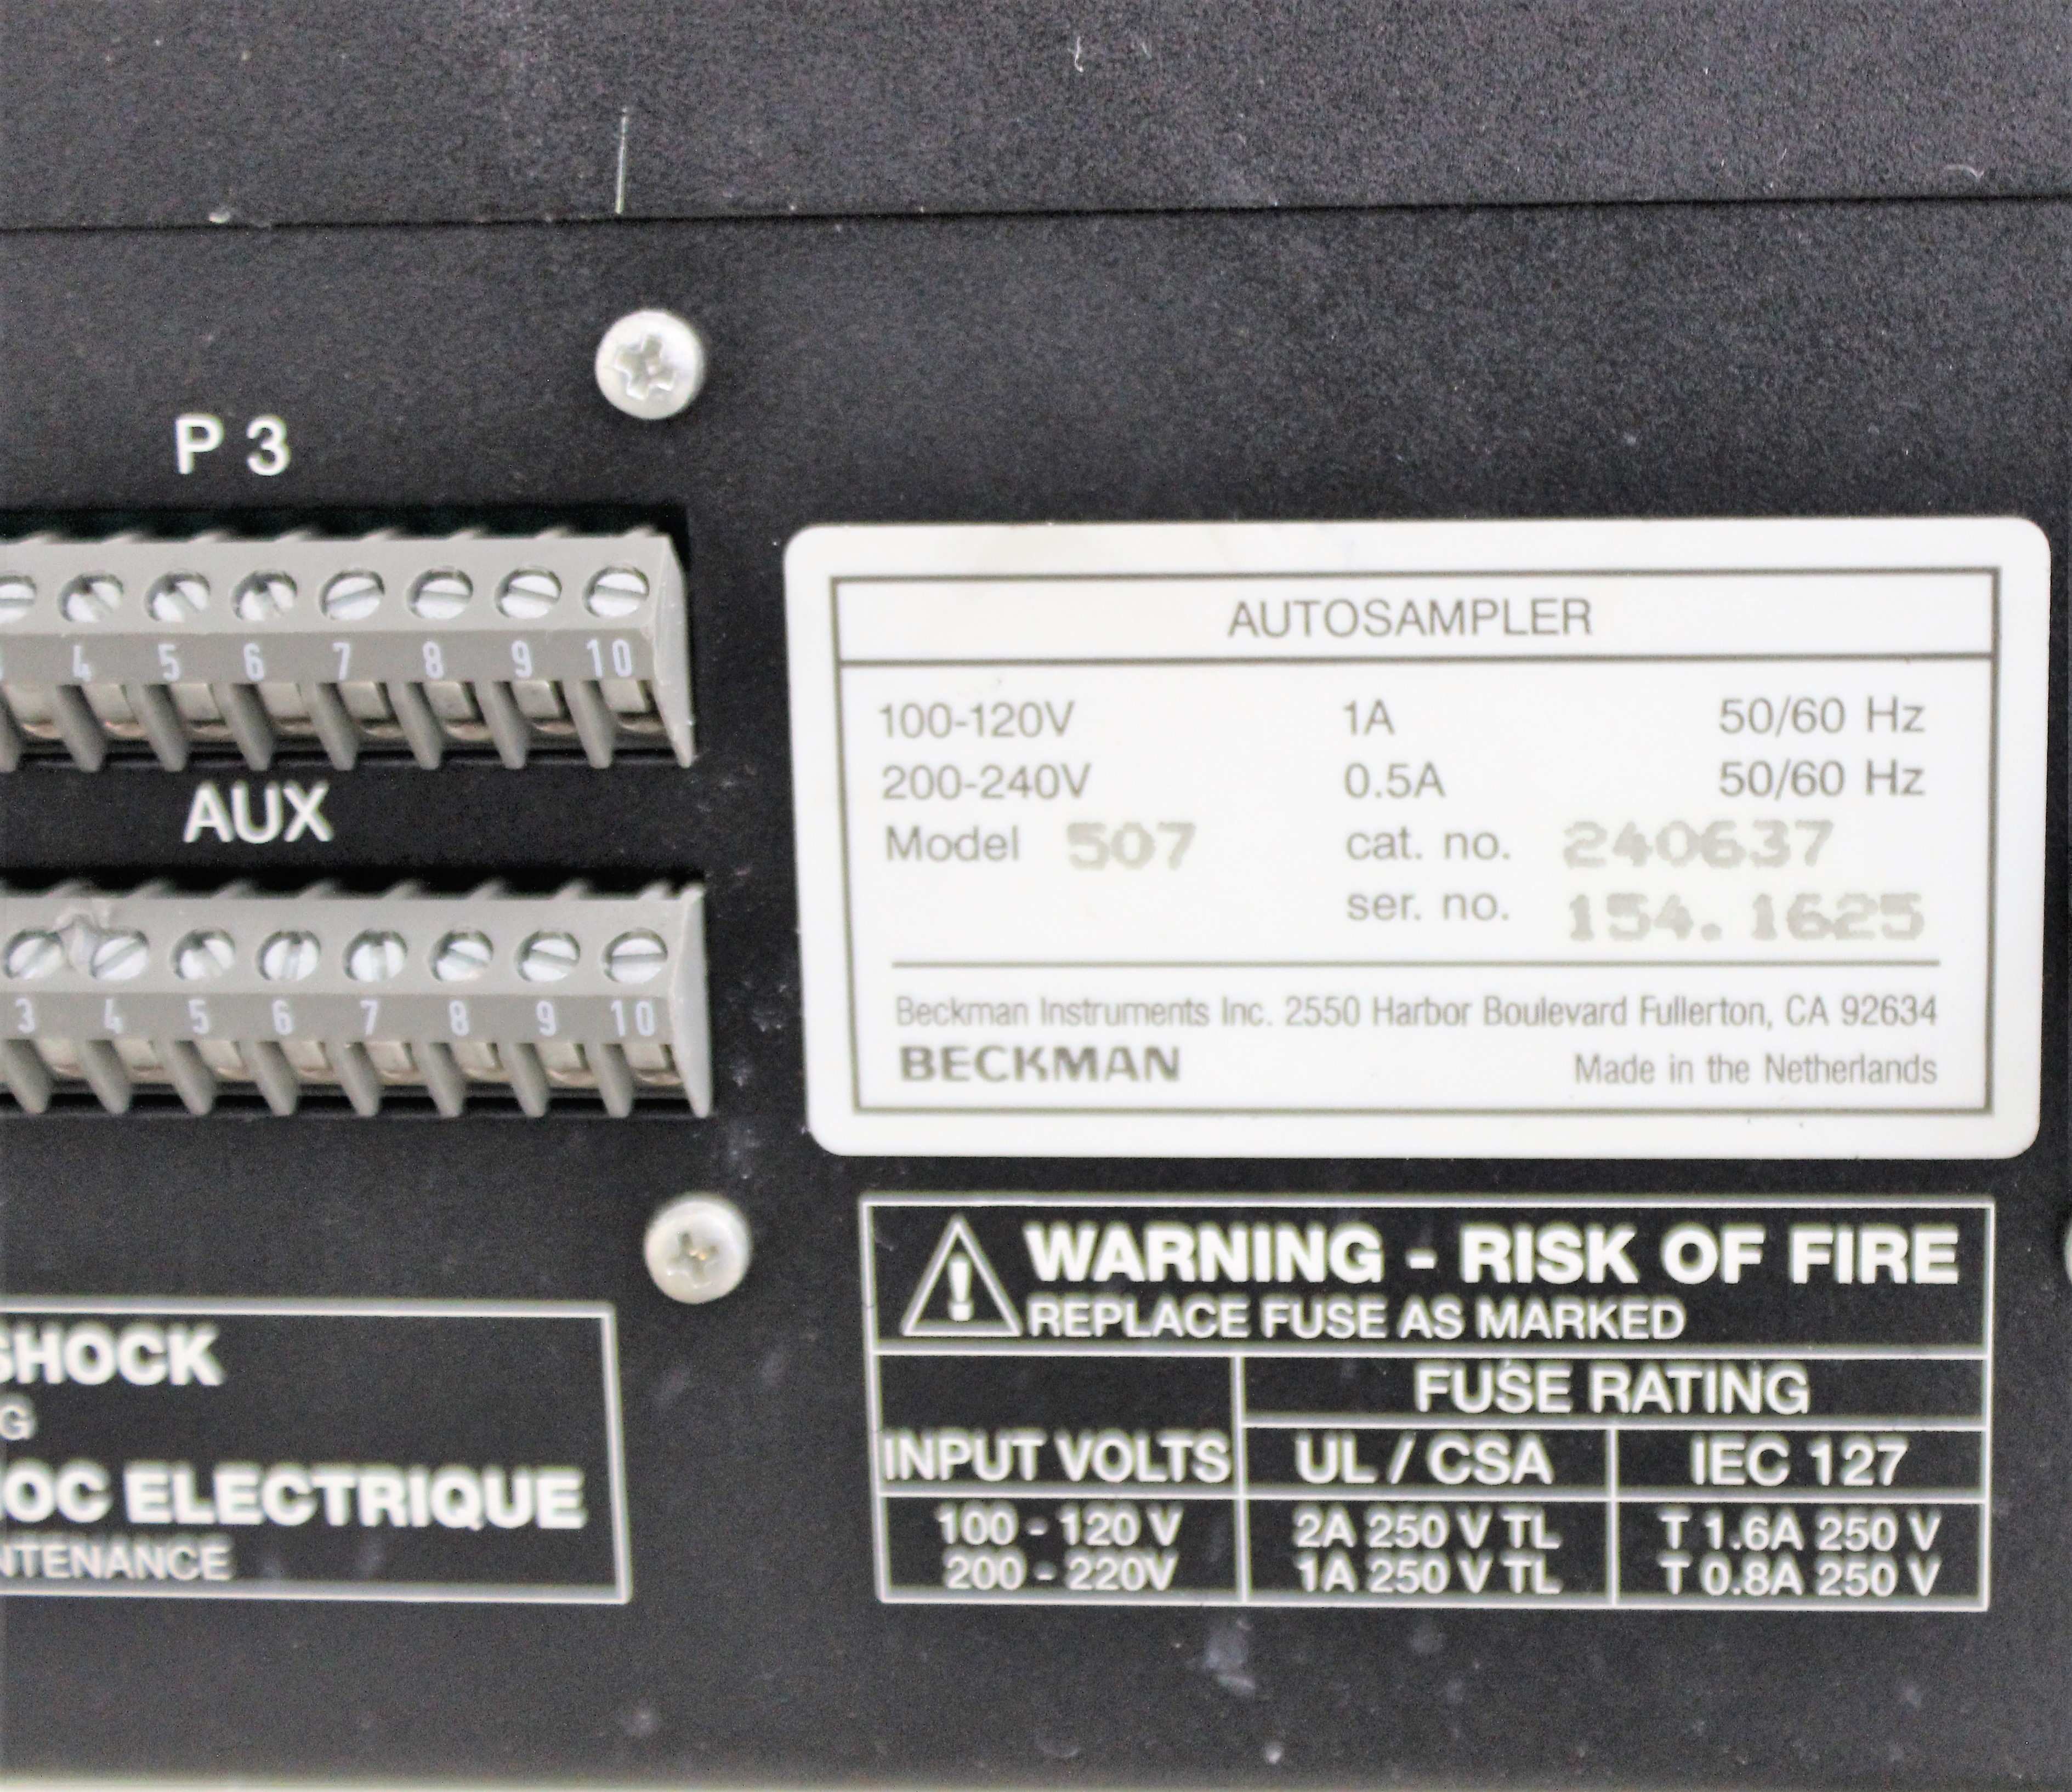 P 3
4 5 6 7 8 9 10
AUX
3 4 5 6 7 8 9 10
AUTOSAMPLER
100-120V 1A 50/60 Hz
200-240V 0.5A 50/60 Hz
Model 507 cat. no. 240637
ser. no. 154.1625
Beckman Instruments Inc. 2550 Harbor Boulevard Fullerton, CA 92634
BECKMAN Made in the Netherlands
SHOCK
G
OC ELECTRIQUE
NTENANCE
! WARNING - RISK OF FIRE
REPLACE FUSE AS MARKED
FUSE RATING
INPUT VOLTS UL / CSA IEC 127
100 - 120 V 2A 250 V TL T 1.6A 250 V
200 - 220V 1A 250 V TL T 0.8A 250 V